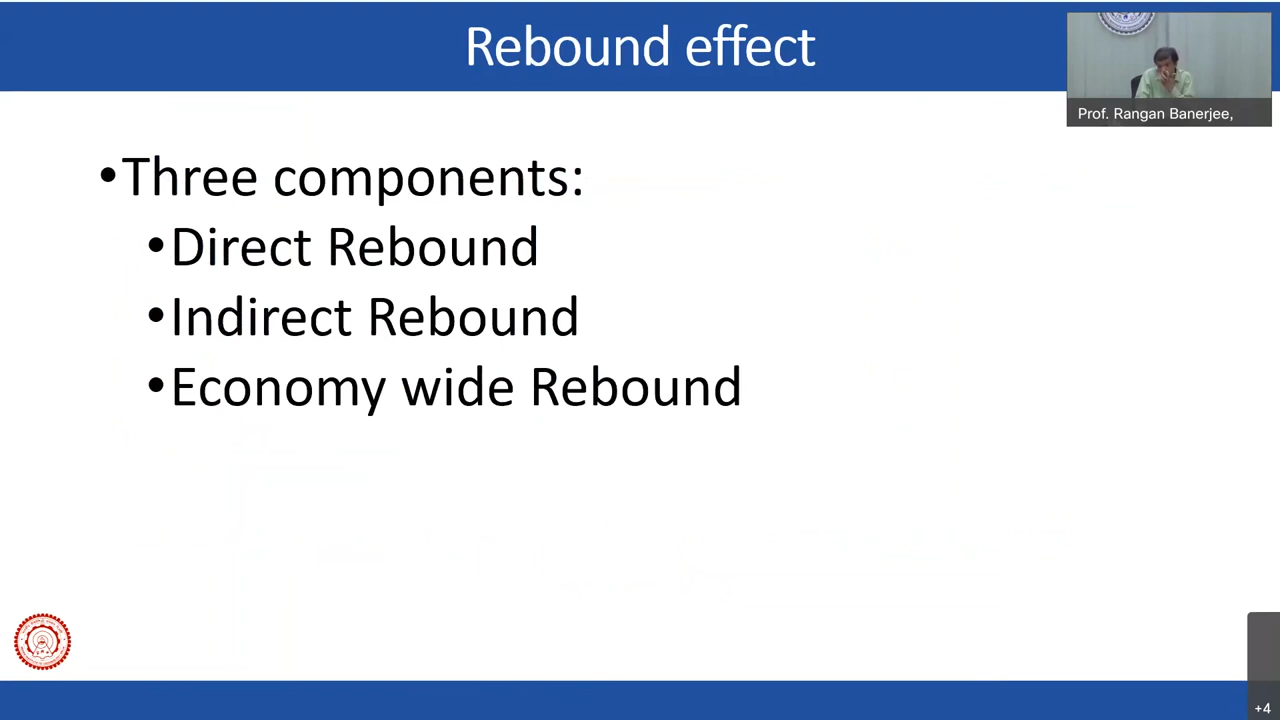 Rebound effect
Prof. Rangan Banerjee,
•Three components:
•Direct Rebound
•Indirect Rebound
•Economy wide Rebound
+4